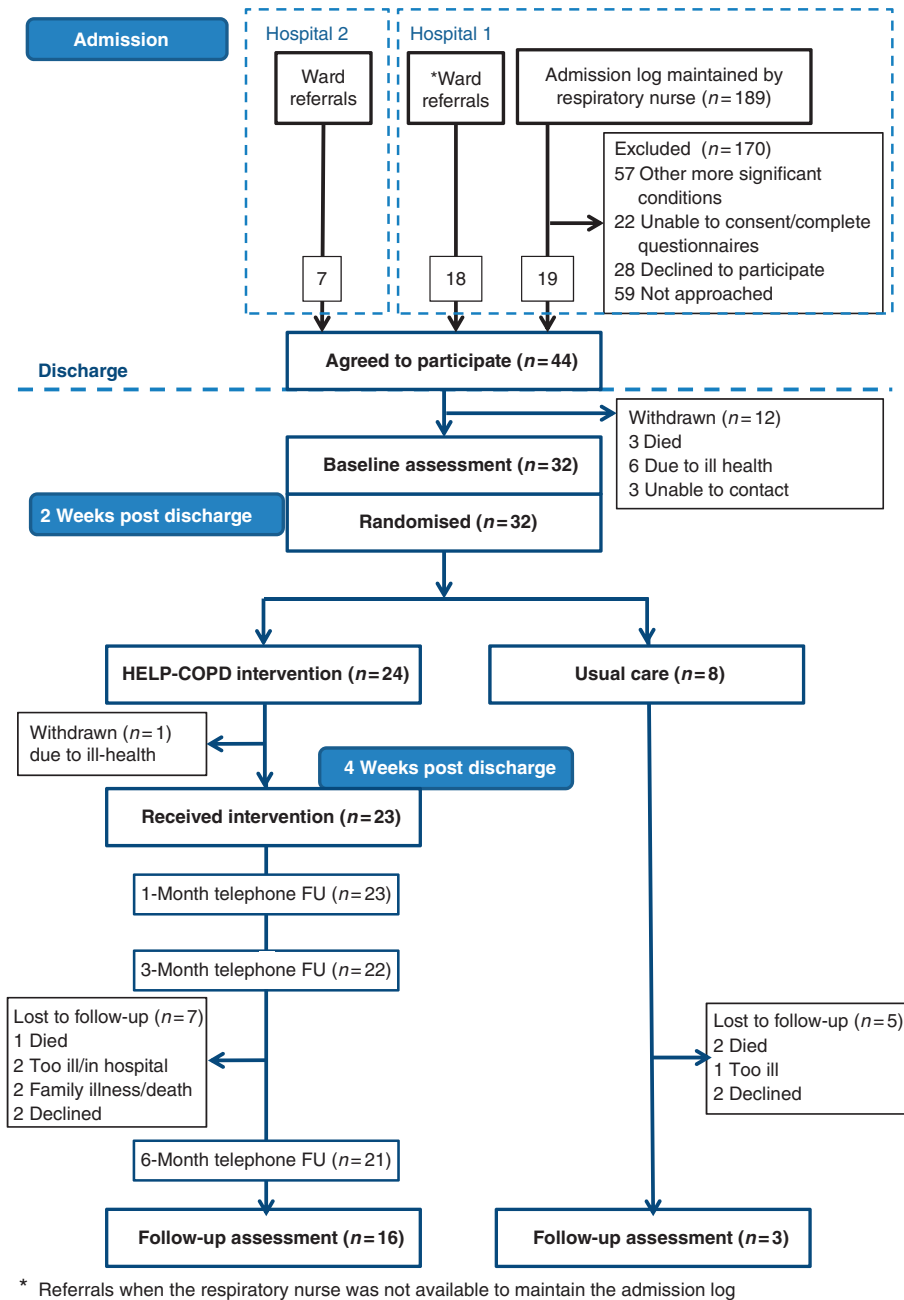 Admission
Hospital 2
Hospital 1
Ward
referrals
*Ward
referrals
Admission log maintained by
respiratory nurse (n=189)
Excluded (n=170)
57 Other more significant
conditions
22 Unable to consent/complete
questionnaires
28 Declined to participate
59 Not approached
7
18
19
Agreed to participate (n=44)
Discharge
Withdrawn (n=12)
3 Died
6 Due to ill health
3 Unable to contact
Baseline assessment (n=32)
2 Weeks post discharge
Randomised (n=32)
HELP-COPD intervention (n=24)
Usual care (n=8)
Withdrawn (n=1)
due to ill-health
4 Weeks post discharge
Received intervention (n=23)
1-Month telephone FU (n=23)
3-Month telephone FU (n=22)
Lost to follow-up (n=7)
1 Died
2 Too ill/in hospital
2 Family illness/death
2 Declined
Lost to follow-up (n=5)
2 Died
1 Too ill
2 Declined
6-Month telephone FU (n=21)
Follow-up assessment (n=16)
Follow-up assessment (n=3)
* Referrals when the respiratory nurse was not available to maintain the admission log